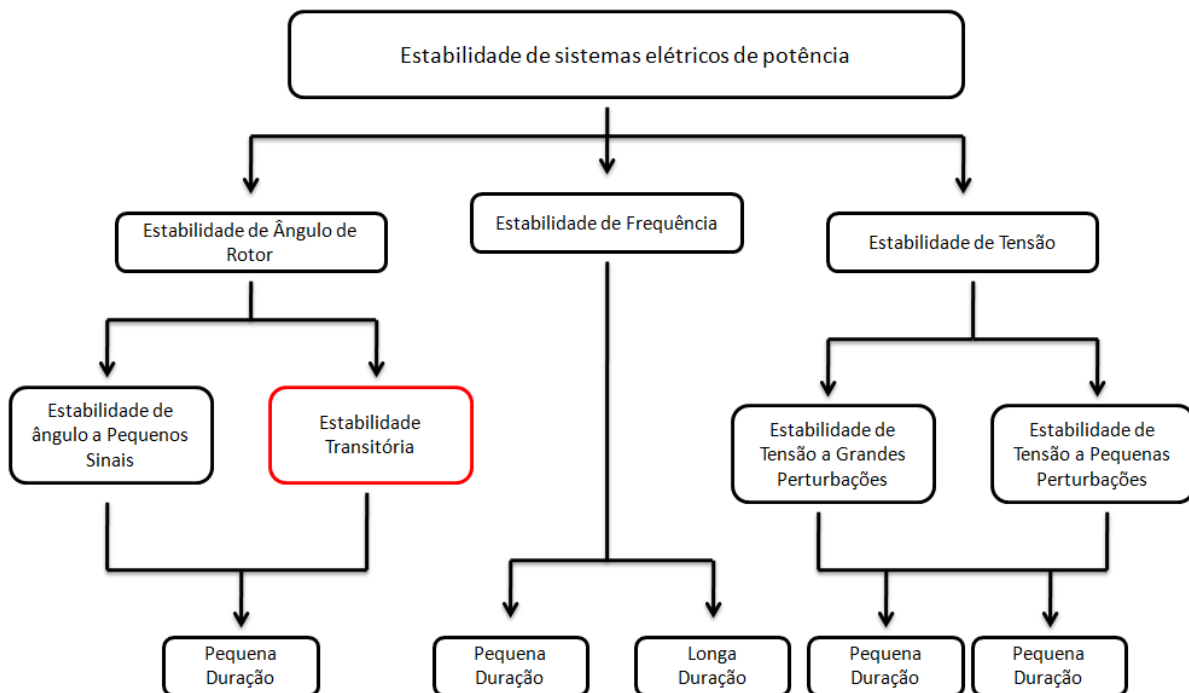 Estabilidade de sistemas elétricos de potência
Estabilidade de Ângulo de
Rotor
Estabilidade de Frequência
Estabilidade de Tensão
Estabilidade de
ângulo a Pequenos
Sinais
Estabilidade
Transitória
Estabilidade de
Tensão a Grandes
Perturbações
Estabilidade de
Tensão a Pequenas
Perturbações
Pequena
Duração
Pequena
Duração
Longa
Duração
Pequena
Duração
Pequena
Duração